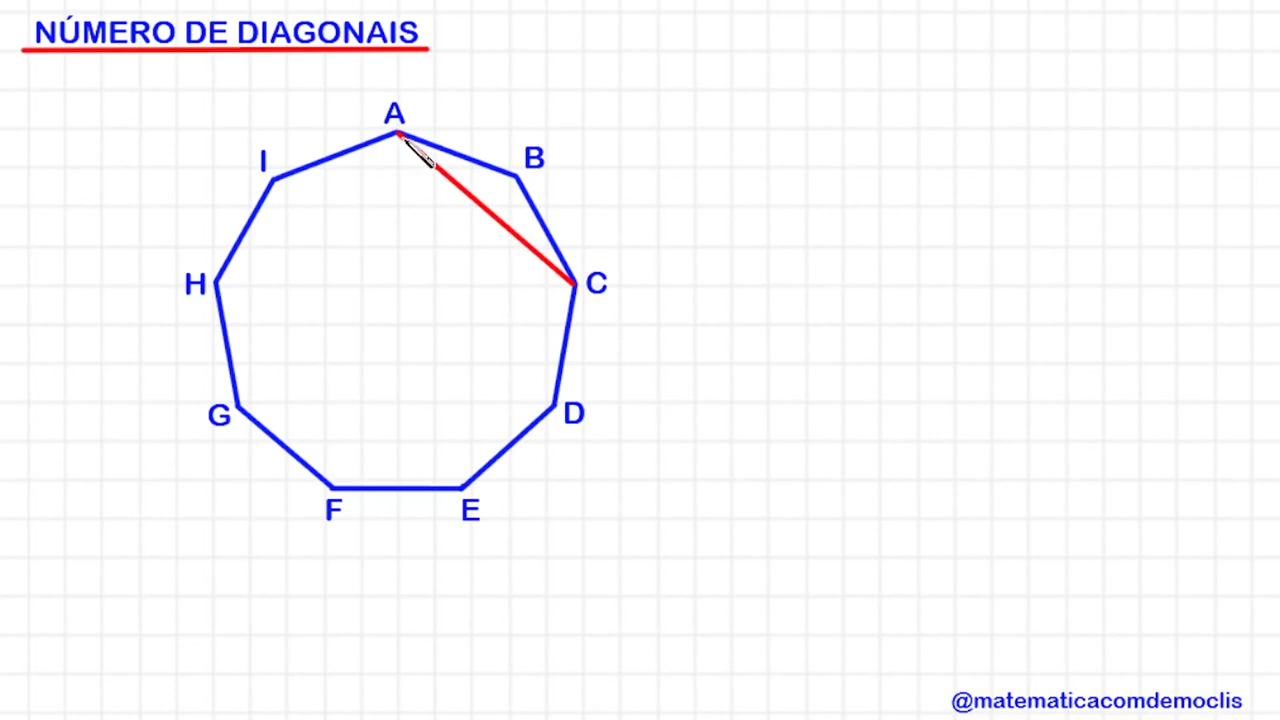 NÚMERO DE DIAGONAIS
A
B
I
C
H
D
G
F
E
@matematicacomdemoclis